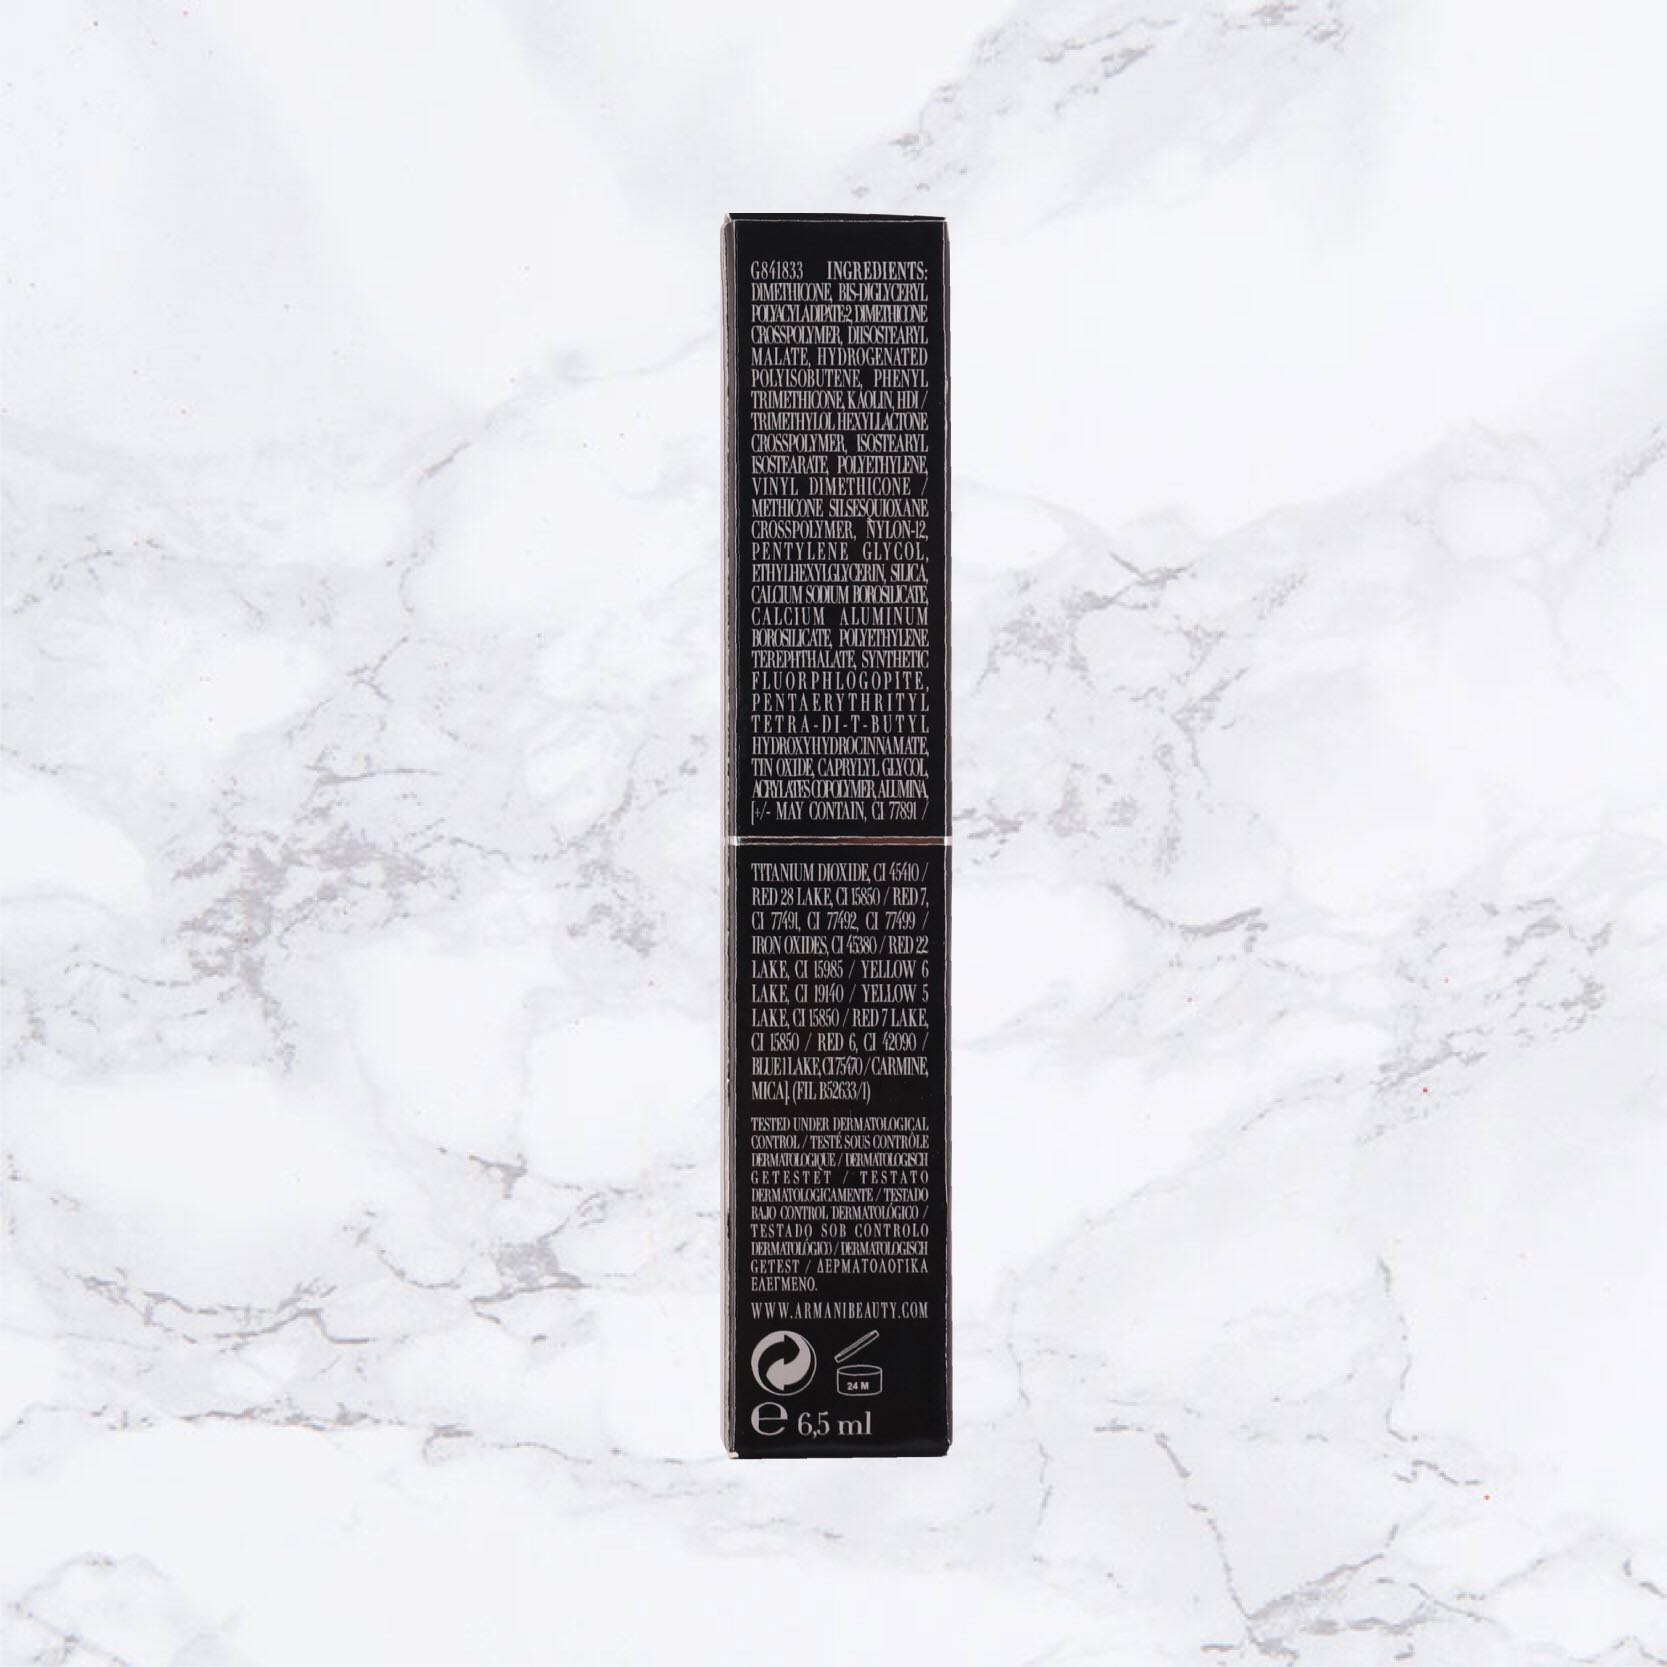 G841833 INGREDIENTS:
DIMETHICONE, BIS-DIGLYCERYL
POLYACYLADIPATE-2, DIMETHICONE
CROSSPOLYMER, DIISOSTEARYL
MALATE, HYDROGENATED
POLYISOBUTENE, PHENYL
TRIMETHICONE, KAOLIN, HDI /
TRIMETHYLOL HEXYLLACTONE
CROSSPOLYMER, ISOSTEARYL
ISOSTEARATE, POLYETHYLENE,
VINYL DIMETHICONE /
METHICONE SILSESQUIOXANE
CROSSPOLYMER, NYLON-12,
PENTYLENE GLYCOL,
ETHYLHEXYLGLYCERIN, SILICA,
CALCIUM SODIUM BOROSILICATE,
CALCIUM ALUMINUM
BOROSILICATE, POLYETHYLENE
TEREPHTHALATE, SYNTHETIC
FLUORPHLOGOPITE,
PENTAERYTHRITYL
TETRA-DI-T-BUTYL
HYDROXYHYDROCINNAMATE,
TIN OXIDE, CAPRYLYL GLYCOL,
ACRYLATES COPOLYMER, ALUMINA,
[+/- MAY CONTAIN, CI 77891 /
TITANIUM DIOXIDE, CI 45410 /
RED 28 LAKE, CI 15850 / RED 7,
CI 77491, CI 77492, CI 77499 /
IRON OXIDES, CI 45380 / RED 22
LAKE, CI 15985 / YELLOW 6
LAKE, CI 19140 / YELLOW 5
LAKE, CI 15850 / RED 7 LAKE,
CI 15850 / RED 6, CI 42090 /
BLUE 1 LAKE, CI 75470 / CARMINE,
MICA]. (FIL B52633/1)
TESTED UNDER DERMATOLOGICAL
CONTROL / TESTÉ SOUS CONTRÔLE
DERMATOLOGIQUE / DERMATOLOGISCH
GETESTET / TESTATO
DERMATOLOGICAMENTE / TESTADO
BAJO CONTROL DERMATOLÓGICO /
TESTADO SOB CONTROLO
DERMATOLÓGICO / DERMATOLOGISCH
GETEST / ΔΕΡΜΑΤΟΛΟΓΙΚΑ
ΕΛΕΓΜΕΝΟ.
WWW.ARMANIBEAUTY.COM
24 M
e 6,5 ml